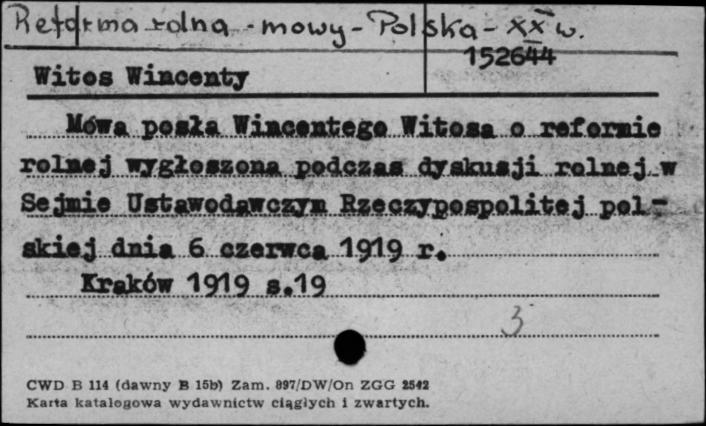 Reforma rolna - mowy - Polska - XX w.
152644
Witos Wincenty
Mówa posła Wincentego Witosa o reformie
rolnej wygłoszona podczas dyskusji rolnej w
Sejmie Ustawodawczym Rzeczypospolitej pol-
skiej dnia 6 czerwca 1919 r.
Kraków 1919 s.19
3
CWD B 114 (dawny B 15b) Zam. 897/DW/On ZGG 2542
Karta katalogowa wydawnictw ciągłych i zwartych.